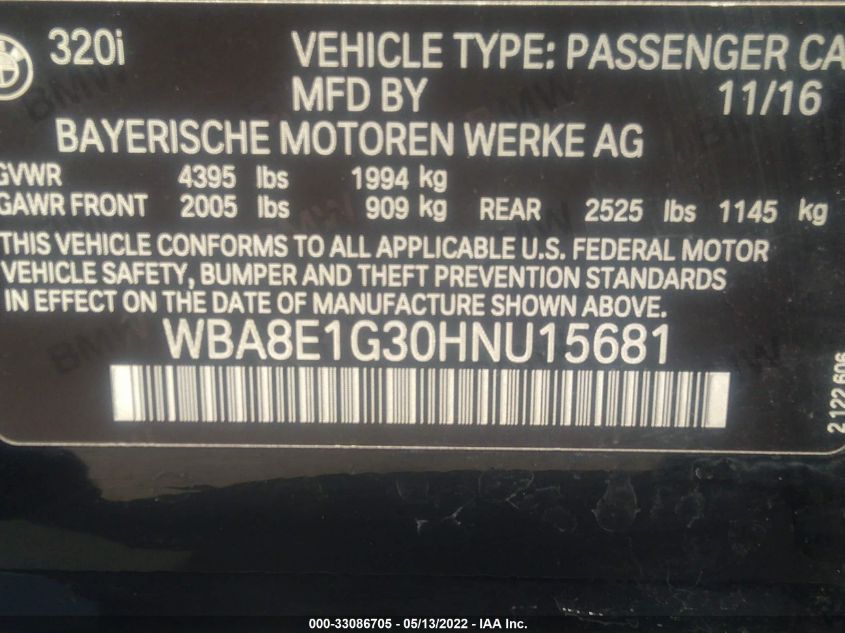 320i VEHICLE TYPE: PASSENGER CA
MFD BY 11/16
BAYERISCHE MOTOREN WERKE AG
GVWR 4395 lbs 1994 kg
GAWR FRONT 2005 lbs 909 kg REAR 2525 lbs 1145 kg
THIS VEHICLE CONFORMS TO ALL APPLICABLE U.S. FEDERAL MOTOR
VEHICLE SAFETY, BUMPER AND THEFT PREVENTION STANDARDS
IN EFFECT ON THE DATE OF MANUFACTURE SHOWN ABOVE.
WBA8E1G30HNU15681
2 122 606
000-33086705 - 05/13/2022 - IAA Inc.